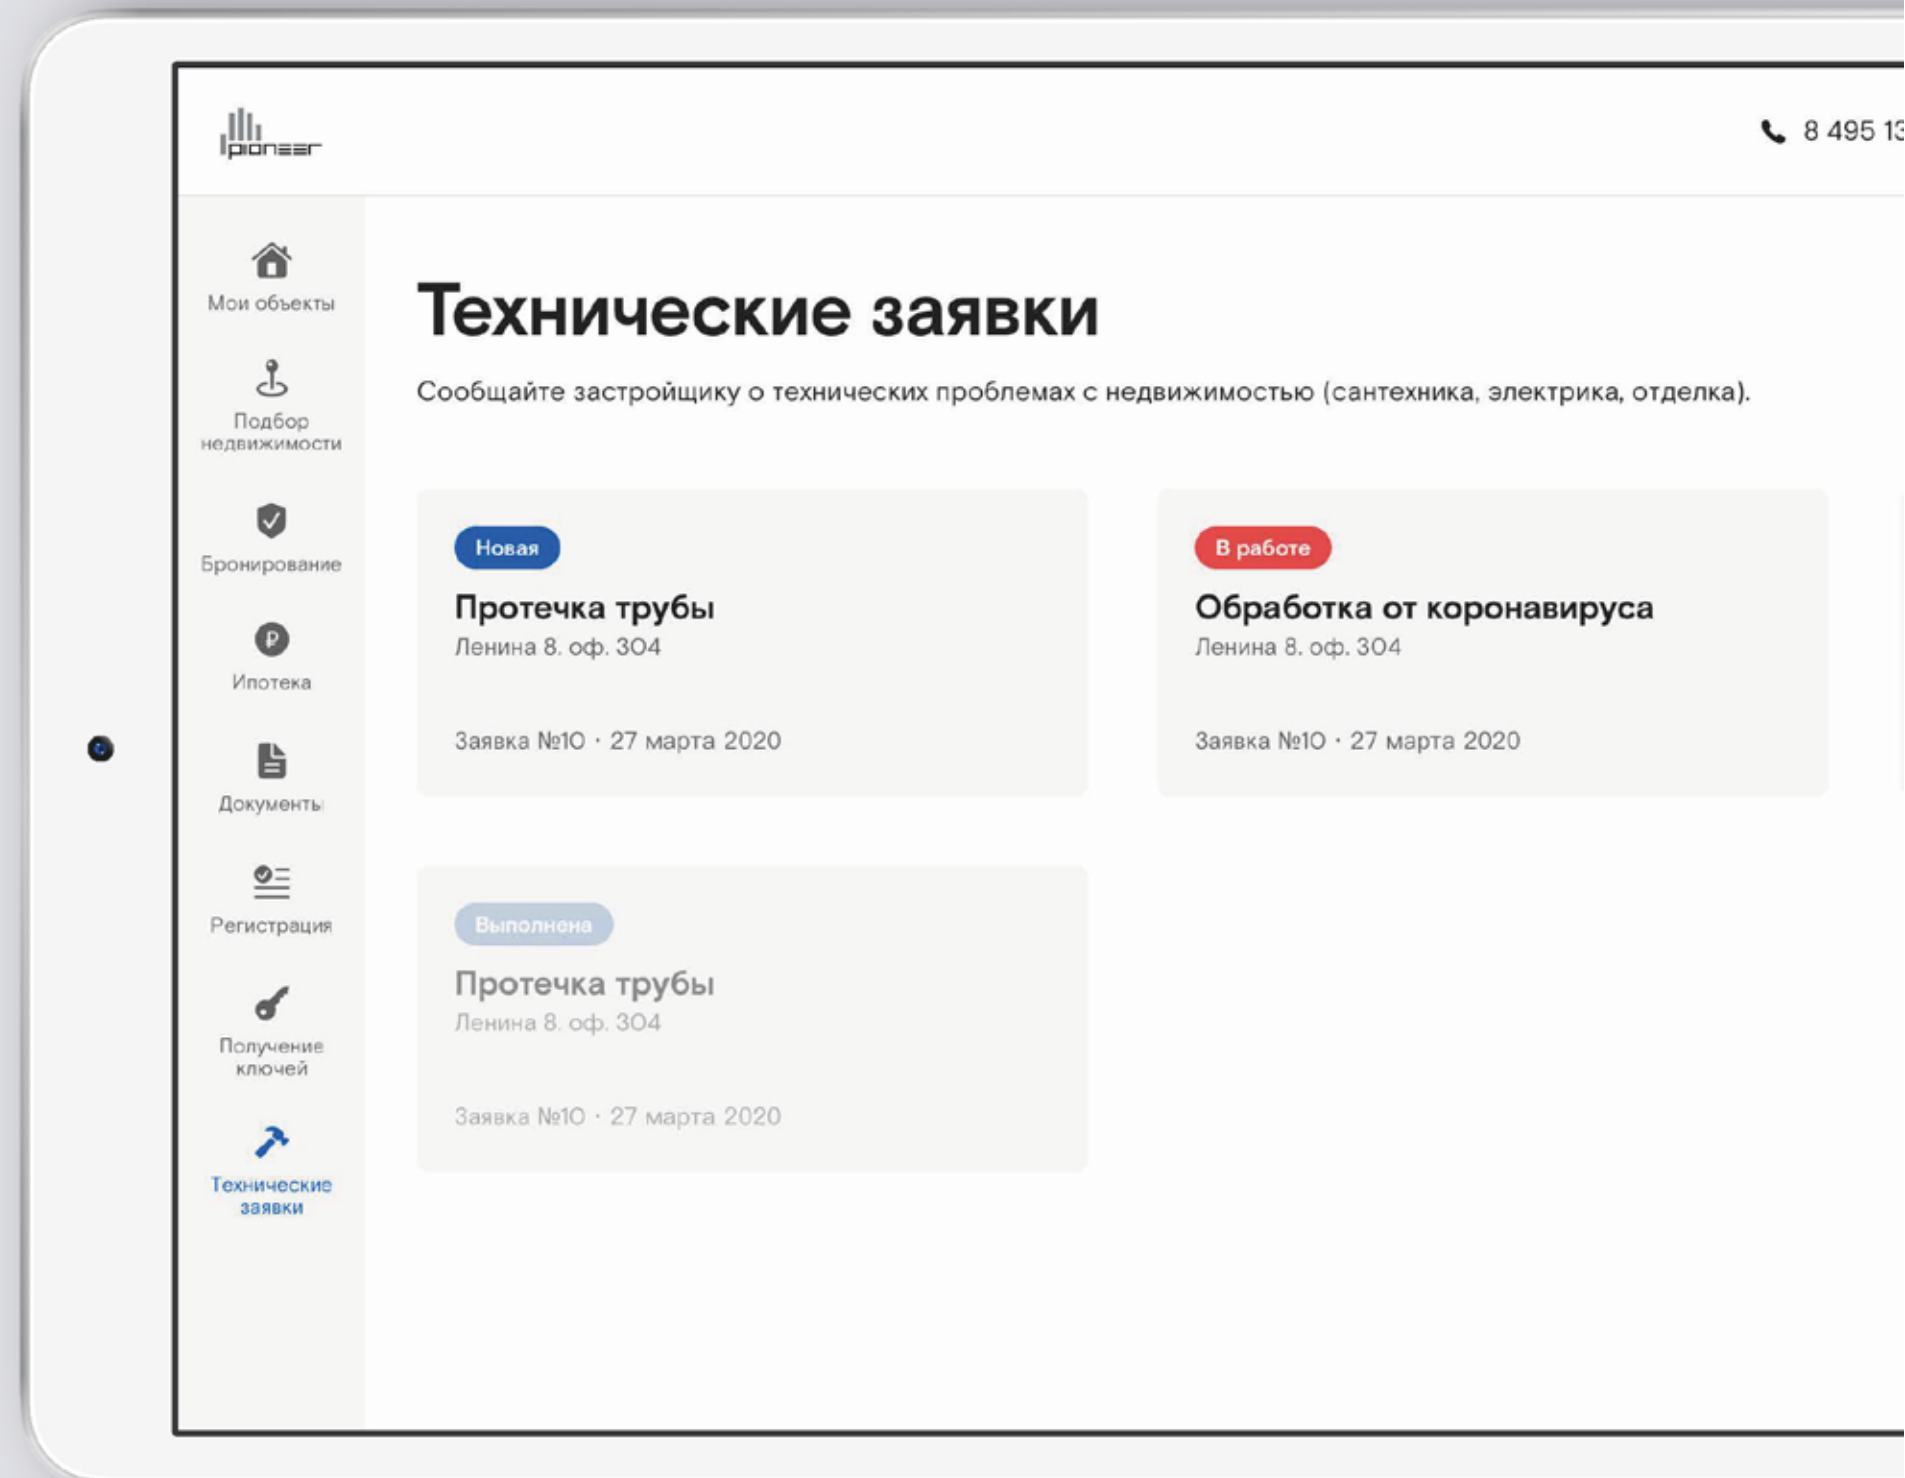 pioneer
8 495 13
Мои объекты
Подбор
недвижимости
Бронирование
Ипотека
Документы
Регистрация
Получение
ключей
Технические
заявки
Технические заявки
Сообщайте застройщику о технических проблемах с недвижимостью (сантехника, электрика, отделка).
Новая
Протечка трубы
Ленина 8. оф. 304
Заявка №10 · 27 марта 2020
В работе
Обработка от коронавируса
Ленина 8. оф. 304
Заявка №10 · 27 марта 2020
Выполнена
Протечка трубы
Ленина 8. оф. 304
Заявка №10 · 27 марта 2020